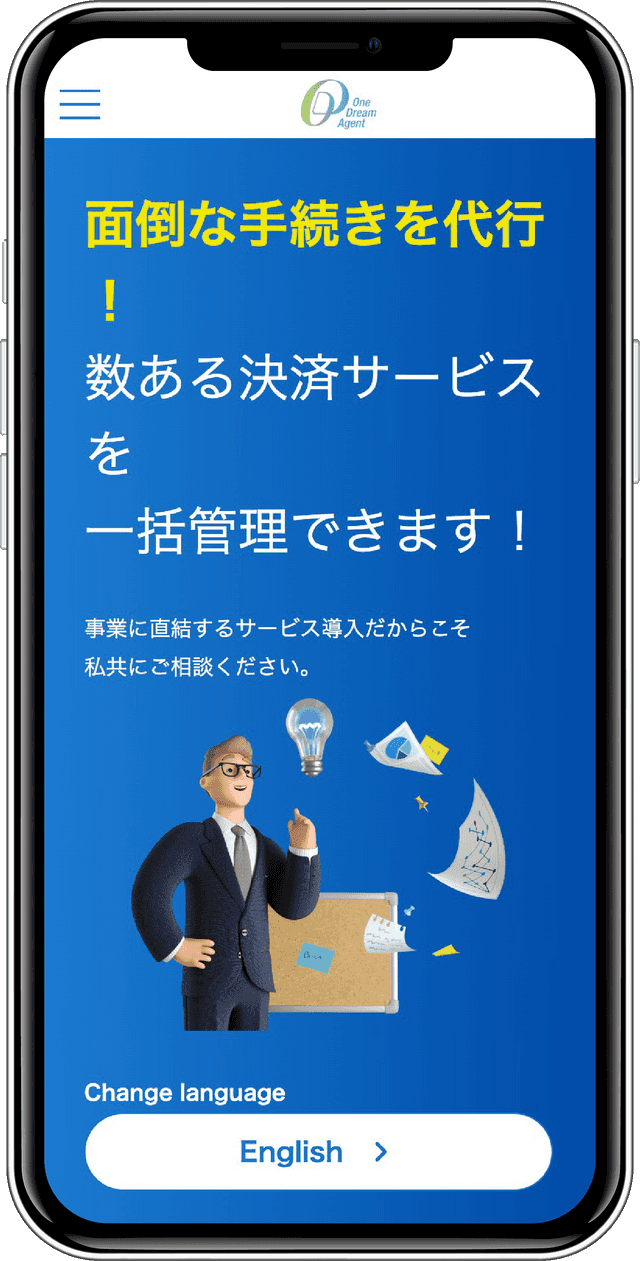 One
Dream
Agent
面倒な手続きを代行
！
数ある決済サービス
を
一括管理できます！
事業に直結するサービス導入だからこそ
私共にご相談ください。
Change language
English